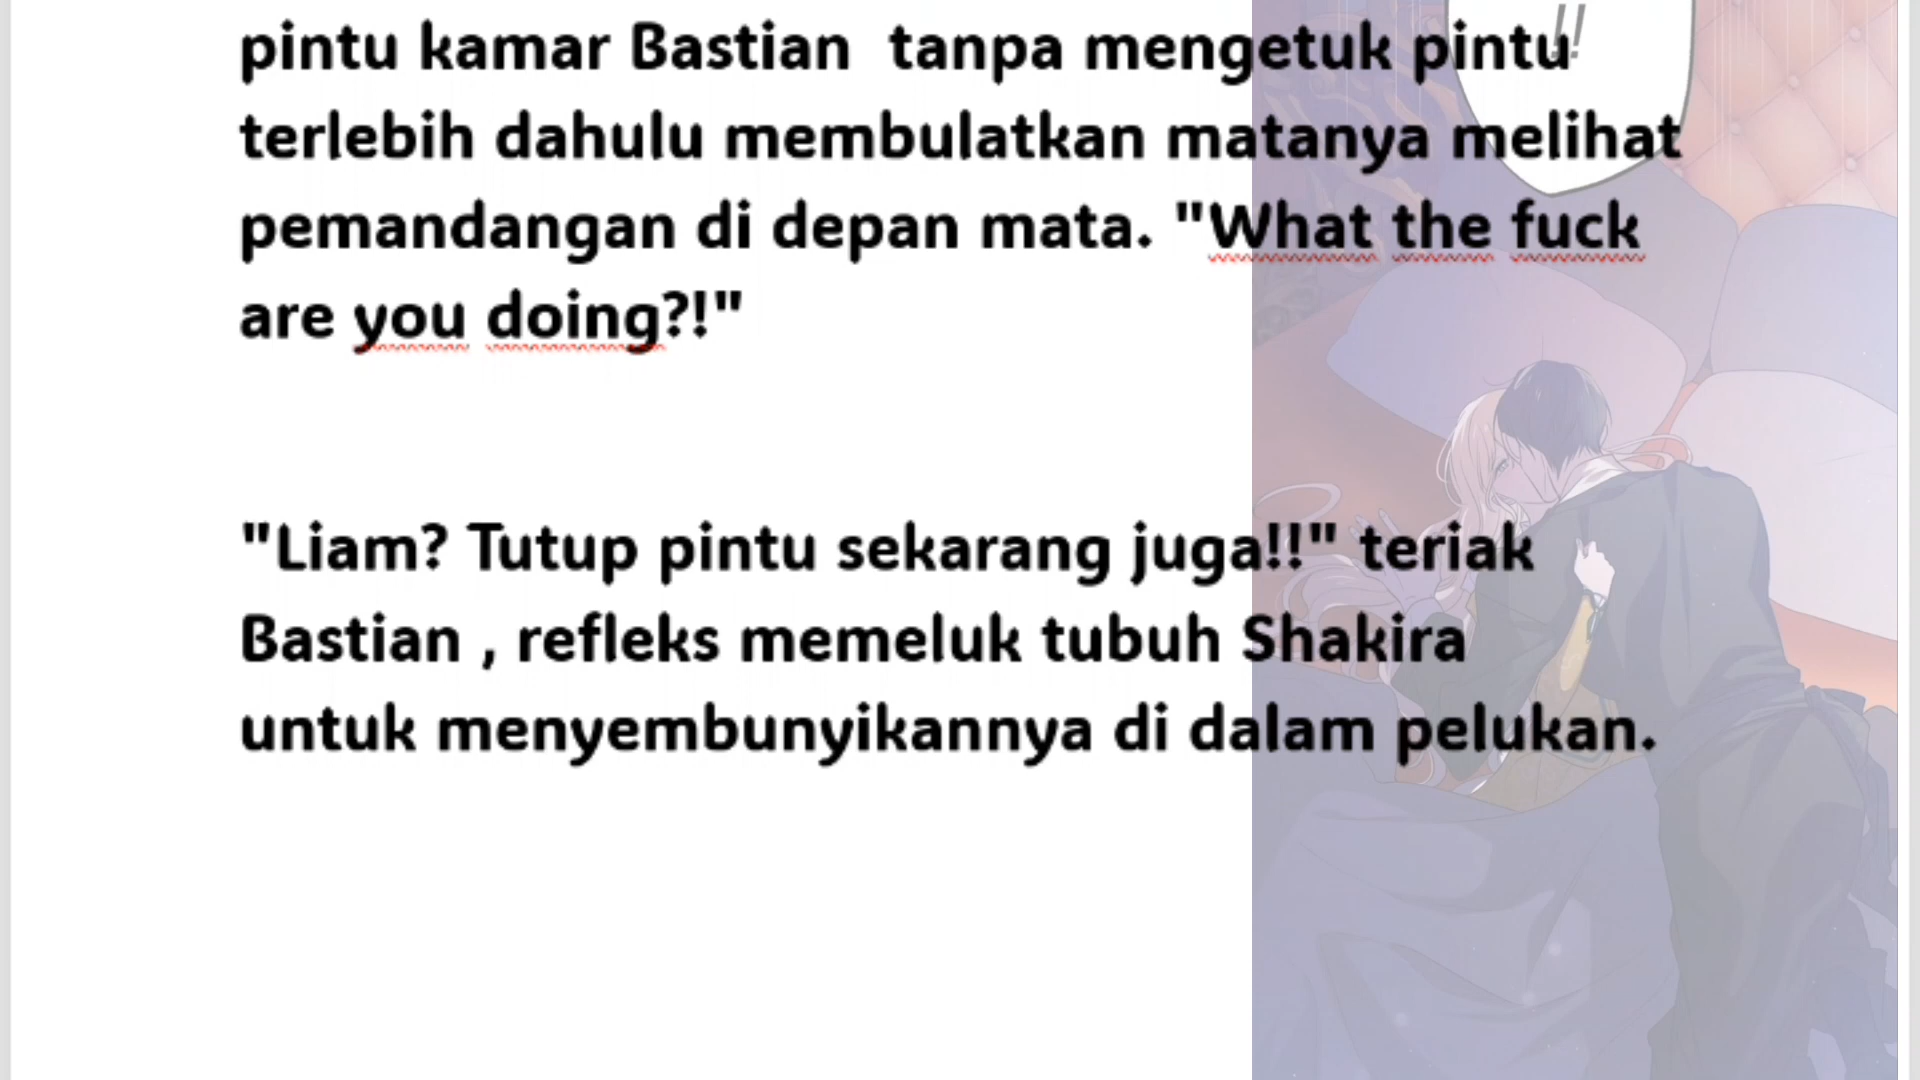 pintu kamar Bastian  tanpa mengetuk pintu
!!
terlebih dahulu membulatkan matanya melihat
pemandangan di depan mata. "What the fuck
are you doing?!"
"Liam? Tutup pintu sekarang juga!!" teriak
Bastian , refleks memeluk tubuh Shakira
untuk menyembunyikannya di dalam pelukan.